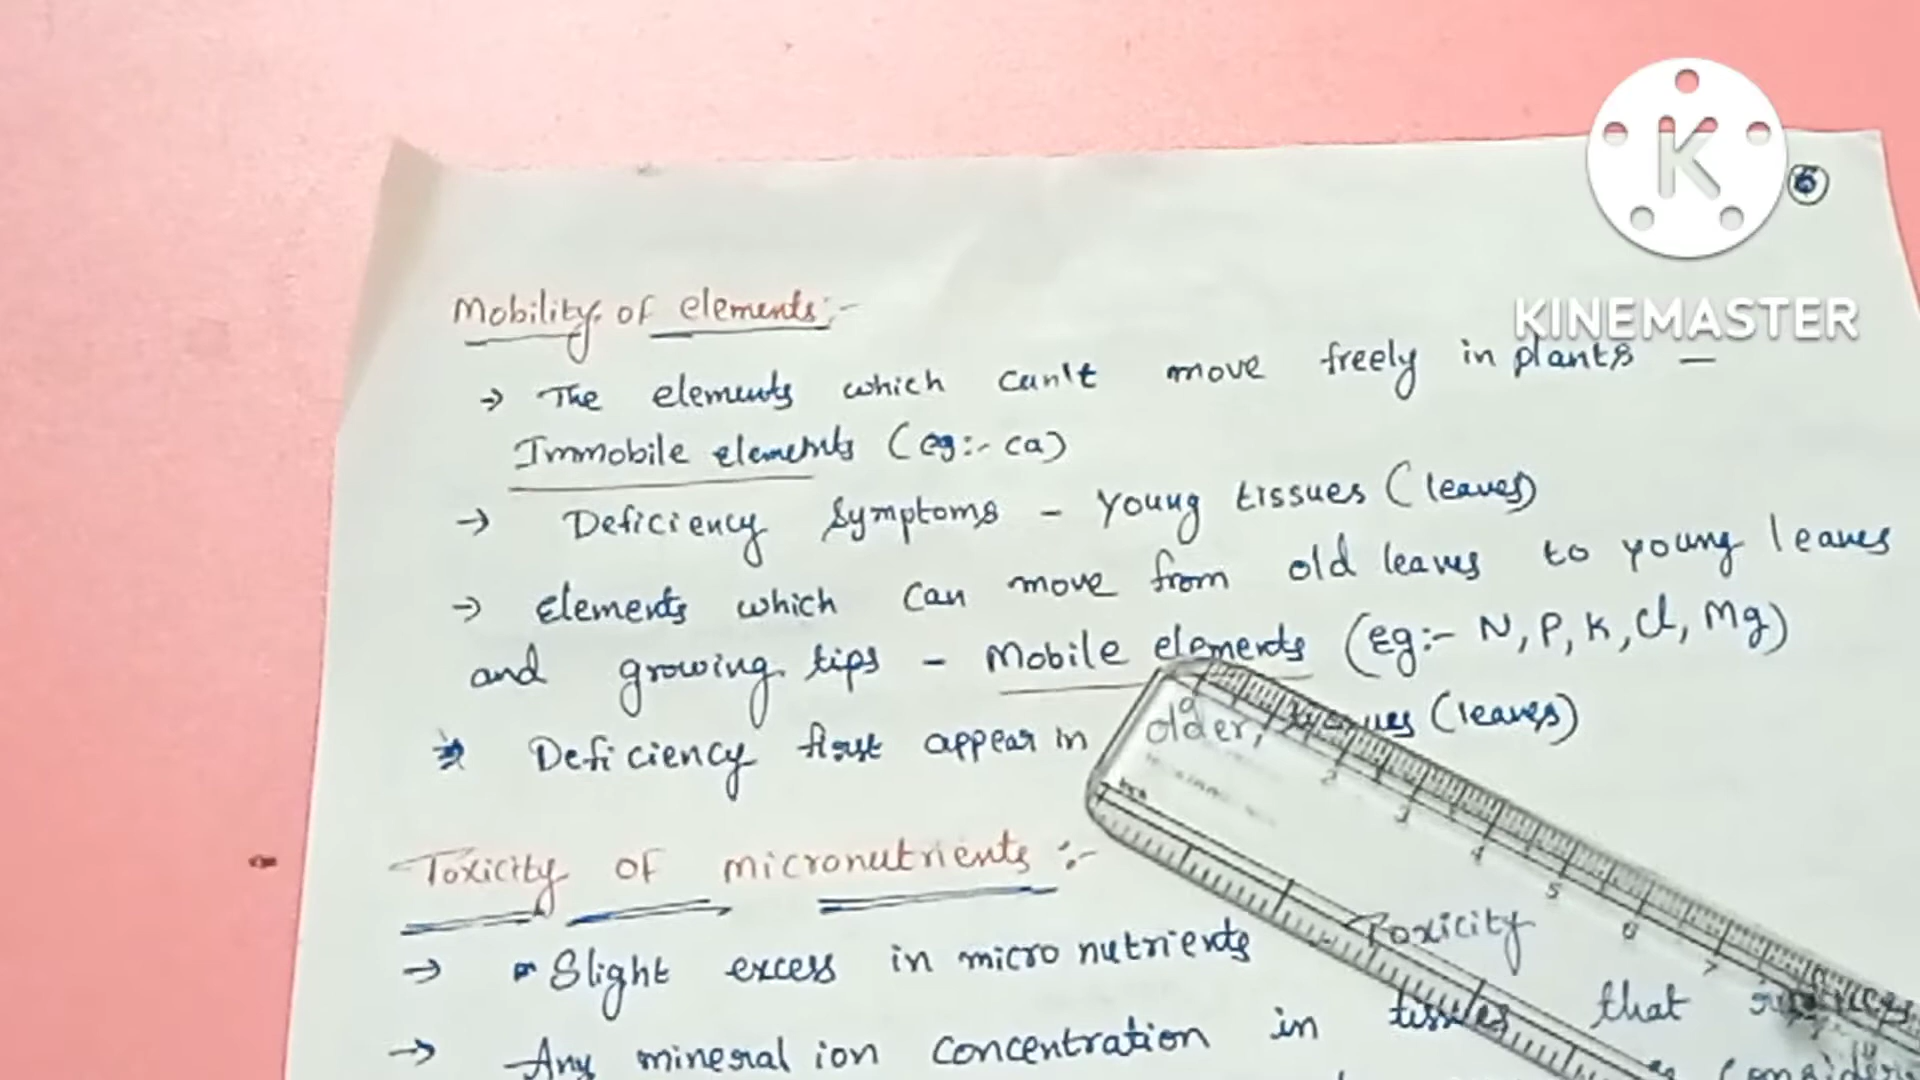 KINEMASTER
Mobility of elements:-
→ The elements which can't move freely in plants –
Immobile elements (eg:- ca)
→ Deficiency symptoms - Young tissues (leaves)
→ Elements which can move from old leaves to young leaves
and growing tips - Mobile elements (eg:- N, P, K, Cl, Mg)
* Deficiency first appear in older, (leaves)
Toxicity of micronutrients :-
→ Slight excess in micro nutrients Toxicity
→ Any mineral ion concentration in tissues that